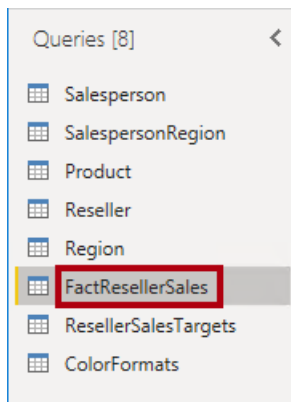 Queries [8]
Salesperson
SalespersonRegion
Product
Reseller
Region
FactResellerSales
ResellerSalesTargets
ColorFormats